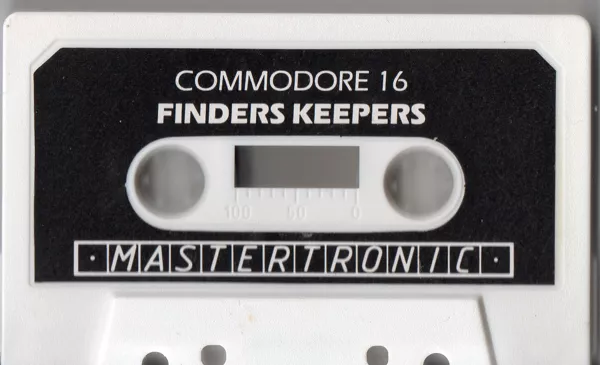 COMMODORE 16
FINDERS KEEPERS
100 50 0
· MASTERTRONIC ·